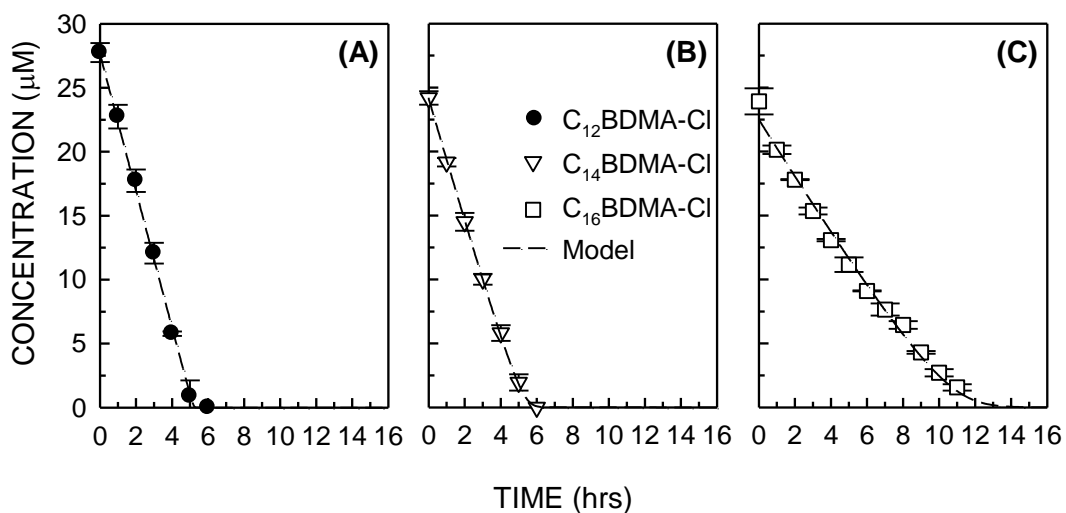 CONCENTRATION (μM)
30
25
20
15
10
5
0
(A)
(B)
(C)
C₁₂BDMA-Cl
C₁₄BDMA-Cl
C₁₆BDMA-Cl
Model
0 2 4 6 8 10 12 14 16
0 2 4 6 8 10 12 14 16
0 2 4 6 8 10 12 14 16
TIME (hrs)